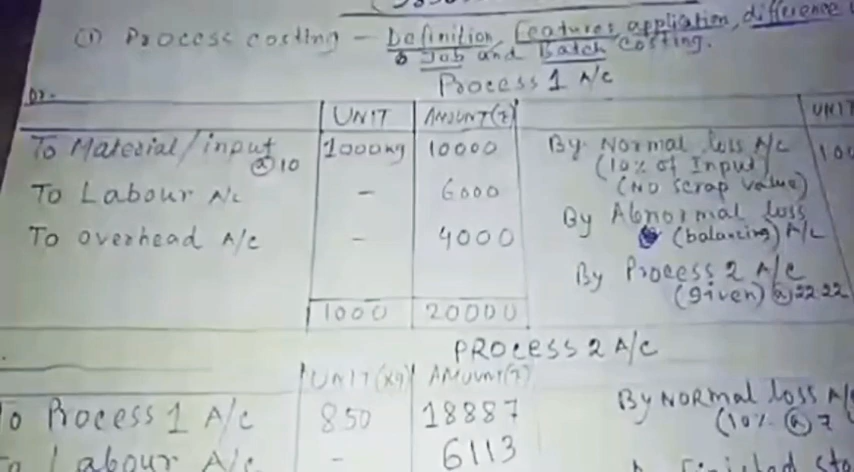 (1) Process costing – Definition, Features, application, difference
Job and Batch costing.
Process 1 A/c
Dr.
UNIT AMOUNT(₹) UNIT
To Material/input 1000kg 10000 By Normal loss A/c 100
@10 (10% of Input)
To Labour A/c – 6000 (No scrap value)
By Abnormal loss
To overhead A/c – 4000 (balancing) A/c
By Process 2 A/c
(given) @22.22
1000 20000
PROCESS 2 A/c
UNIT(kg) AMOUNT(₹)
To Process 1 A/c 850 18887 By NORMAL loss A/c
(10% @ 7
To Labour A/c – 6113